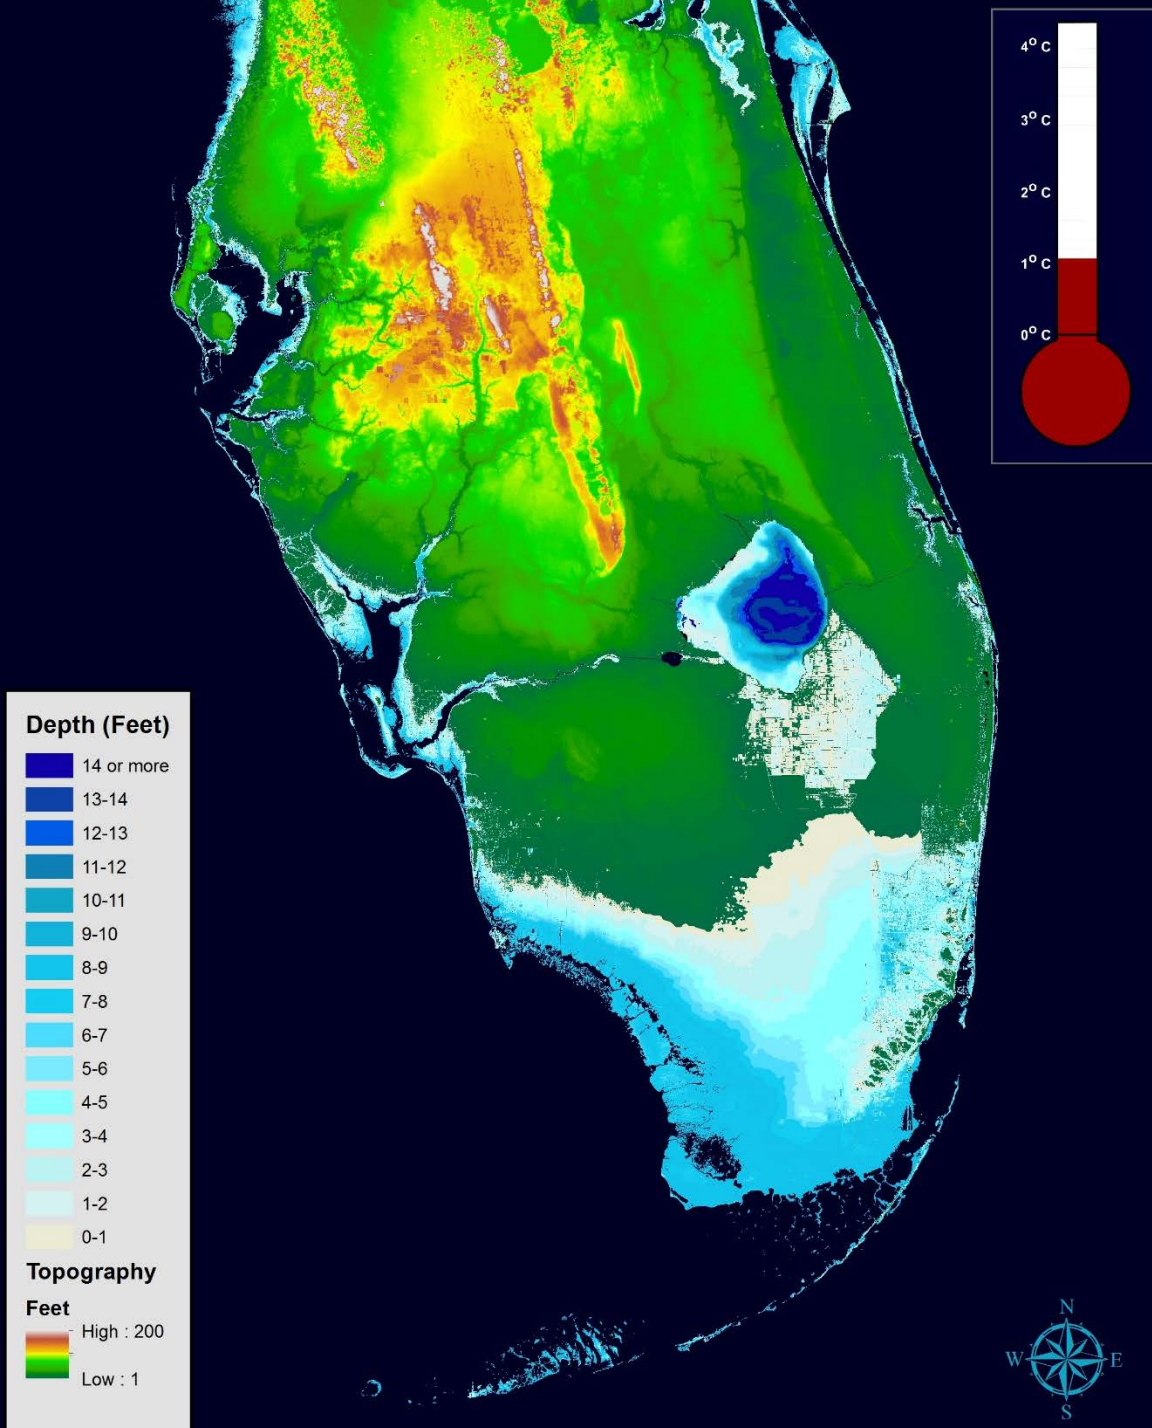 4° C
3° C
2° C
1° C
0° C
Depth (Feet)
14 or more
13-14
12-13
11-12
10-11
9-10
8-9
7-8
6-7
5-6
4-5
3-4
2-3
1-2
0-1
Topography
Feet
High : 200
Low : 1
N
W E
S